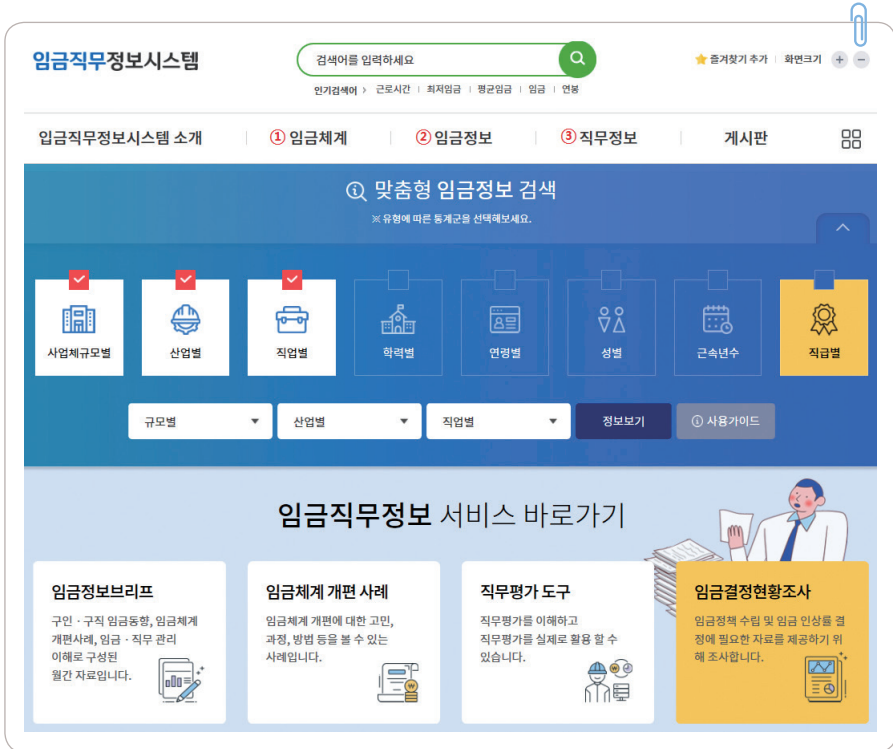 임금직무정보시스템
검색어를 입력하세요
인기검색어 > 근로시간 | 최저임금 | 평균임금 | 임금 | 연봉
즐겨찾기 추가 | 화면크기 + −
입금직무정보시스템 소개 | ① 임금체계 | ② 임금정보 | ③ 직무정보 | 게시판
맞춤형 임금정보 검색
※ 유형에 따른 통계군을 선택해보세요.
사업체규모별 산업별 직업별 학력별 연령별 성별 근속년수 직급별
규모별 산업별 직업별 정보보기 사용가이드
임금직무정보 서비스 바로가기
임금정보브리프
구인 · 구직 임금동향, 임금체계
개편사례, 임금 · 직무 관리
이해로 구성된
월간 자료입니다.
임금체계 개편 사례
임금체계 개편에 대한 고민,
과정, 방법 등을 볼 수 있는
사례입니다.
직무평가 도구
직무평가를 이해하고
직무평가를 실제로 활용 할 수
있습니다.
임금결정현황조사
임금정책 수립 및 임금 인상률 결
정에 필요한 자료를 제공하기 위
해 조사합니다.